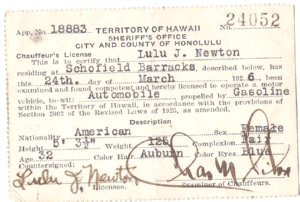 App. No. 18883 TERRITORY OF HAWAII No. 24052
SHERIFF'S OFFICE
CITY AND COUNTY OF HONOLULU
Chauffeur's License Lulu J. Newton
This is to certify that
residing at Schofield Barracks, described below, has
this 24th. day of March 1926 been
examined and found competent and hereby licensed to operate a motor
vehicle, to-wit: Automobile propelled by Gasoline
within the Territory of Hawaii, in accordance with the provisions of
Section 2002 of the Revised Laws of 1925, as amended.
Description
Nationality American Sex Female
Height 5' 3½" Weight 125 Complexion Fair
Age 32 Color Hair Auburn Color Eyes Blue
Countersigned:
Lulu J. Newton
Licensee. Examiner of Chauffeurs.